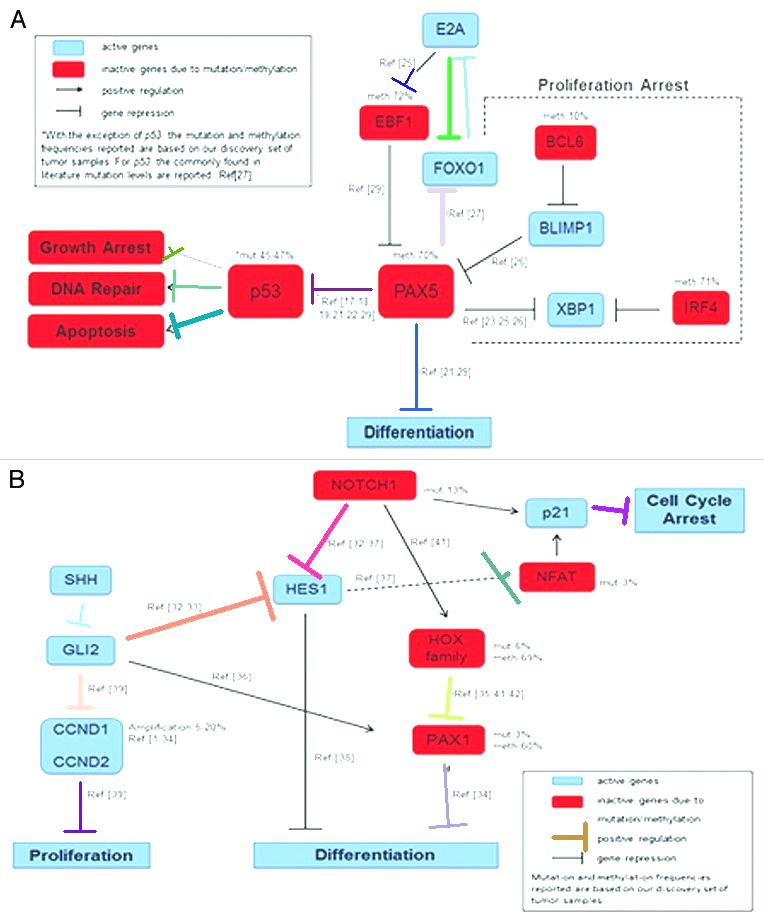 A
active genes
inactive genes due to mutation/methylation
positive regulation
gene repression
*With the exception of p53 the mutation and methylation
frequencies reported are based on our discovery set of
tumor samples. For p53 the commonly found in
literature mutation levels are reported Ref[27]
E2A
Ref [25]
meth 72%
EBF1
FOXO1
Proliferation Arrest
meth 10%
BCL6
Ref [29]
Ref [27]
BLIMP1
Ref [26]
Growth Arrest
DNA Repair
Apoptosis
*mut 45-47%
p53
meth 70%
PAX5
Ref [17,18,
19,21,22,29]
Ref [23,25,26]
XBP1
meth 71%
IRF4
Ref [21,29]
Differentiation
B
NOTCH1
mut 13%
p21
Cell Cycle
Arrest
Ref [32,37]
Ref [41]
SHH
HES1
Ref [37]
NFAT
mut 3%
Ref [32,33]
GLI2
HOX
family
mut 6%
meth 69%
Ref [39]
Ref [36]
Ref [35,41,42]
CCND1
CCND2
Amplification 5-20%
Ref [1,34]
PAX1
mut 3%
meth 60%
Ref [38]
Ref [39]
Ref [34]
Proliferation
Differentiation
active genes
inactive genes due to
mutation/methylation
positive regulation
gene repression
Mutation and methylation frequencies
reported are based on our discovery set of
tumor samples